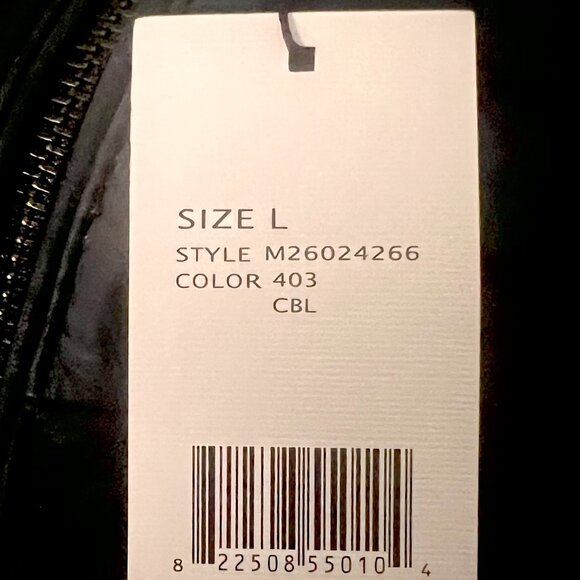 SIZE L
STYLE M26024266
COLOR 403
CBL
8 22508 55010 4